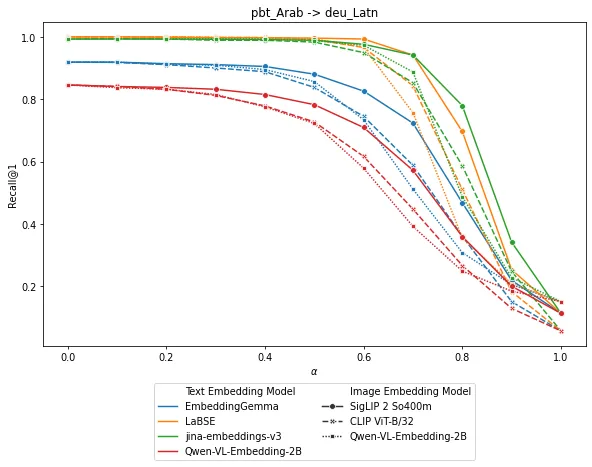 pbt_Arab -> deu_Latn
Recall@1
1.0
0.8
0.6
0.4
0.2
0.0 0.2 0.4 0.6 0.8 1.0
α
Text Embedding Model
EmbeddingGemma
LaBSE
jina-embeddings-v3
Qwen-VL-Embedding-2B
Image Embedding Model
SigLIP 2 So400m
CLIP ViT-B/32
Qwen-VL-Embedding-2B